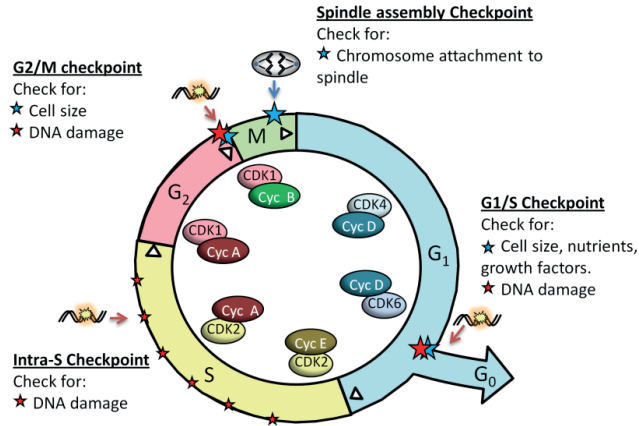 Spindle assembly Checkpoint
Check for:
Chromosome attachment to
spindle
G2/M checkpoint
Check for:
Cell size
DNA damage
M
CDK1
Cyc B
G2
CDK4
Cyc D
G1/S Checkpoint
Check for:
Cell size, nutrients,
growth factors.
DNA damage
CDK1
Cyc A
G1
Cyc D
CDK6
Cyc A
CDK2
Cyc E
CDK2
Intra-S Checkpoint
Check for:
DNA damage
S
G0